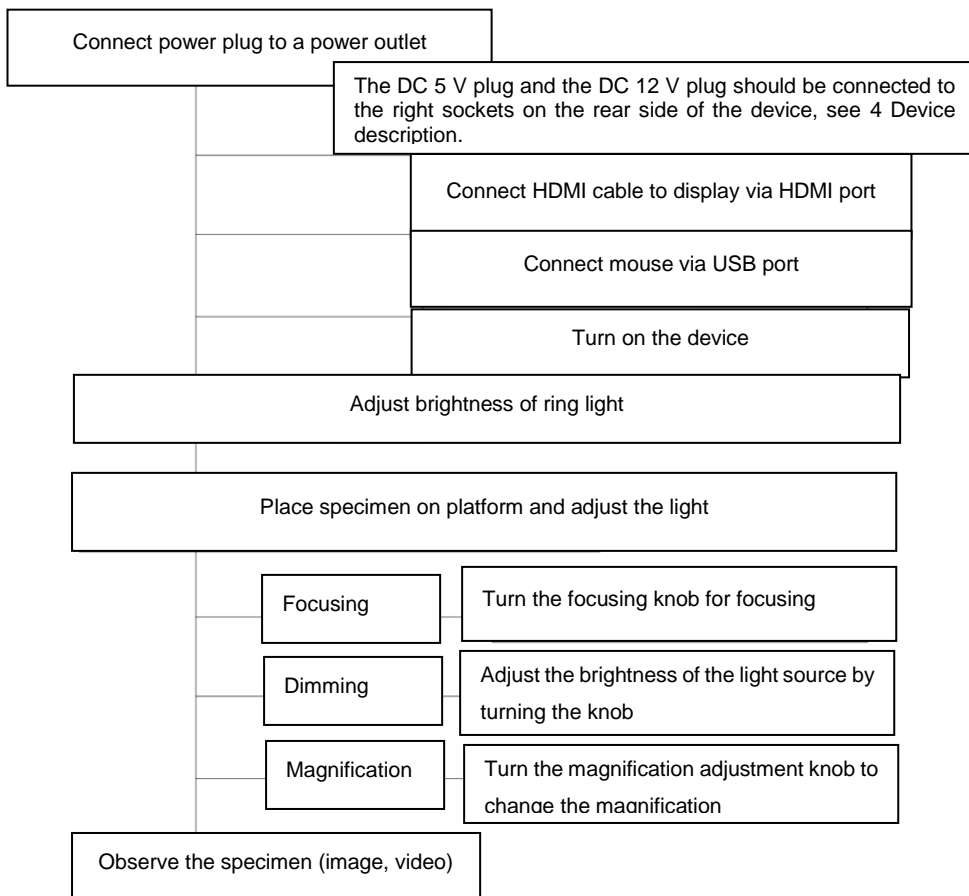 Connect power plug to a power outlet
The DC 5 V plug and the DC 12 V plug should be connected to
the right sockets on the rear side of the device, see 4 Device
description.
Connect HDMI cable to display via HDMI port
Connect mouse via USB port
Turn on the device
Adjust brightness of ring light
Place specimen on platform and adjust the light
Focusing
Turn the focusing knob for focusing
Dimming
Adjust the brightness of the light source by
turning the knob
Magnification
Turn the magnification adjustment knob to
change the magnification
Observe the specimen (image, video)